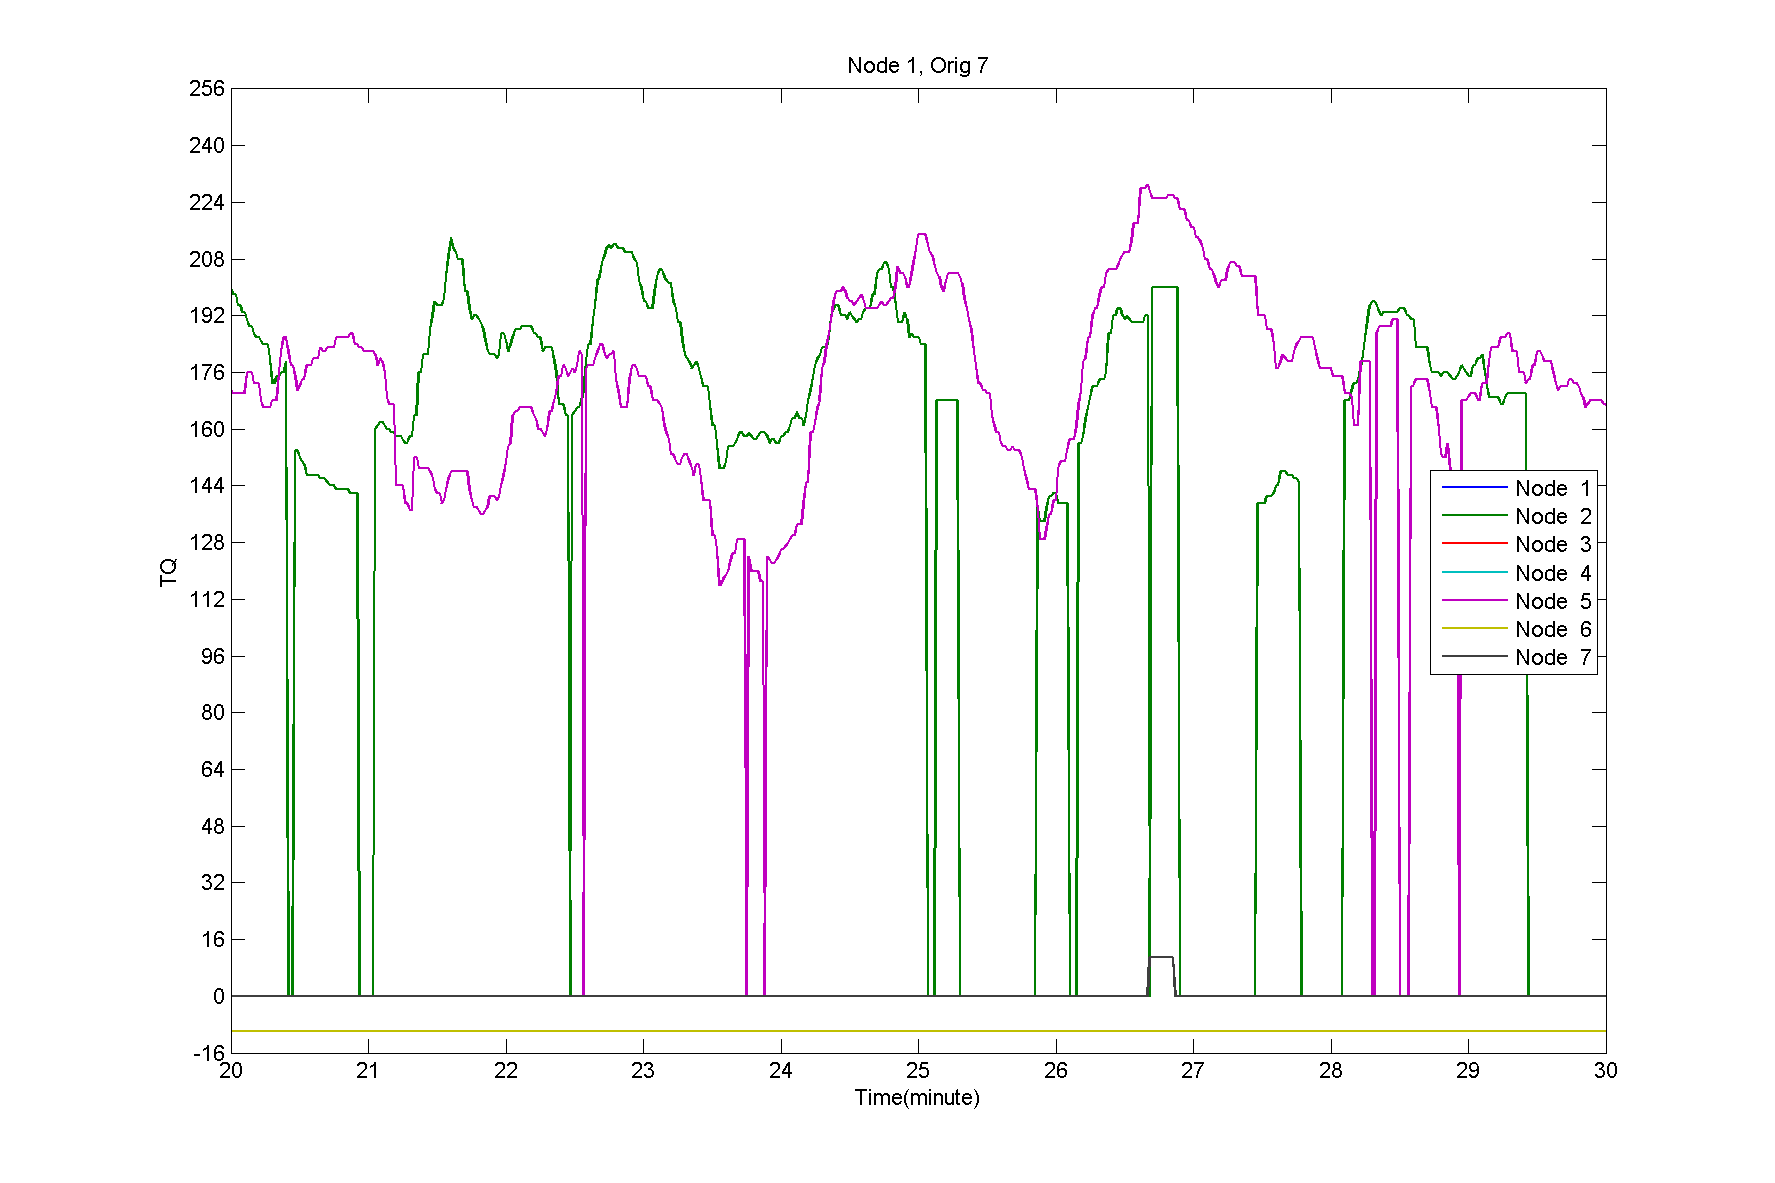 Node 1, Orig 7
256
240
224
208
192
176
160
144
128
112
96
80
64
48
32
16
0
-16
TQ
Node 1
Node 2
Node 3
Node 4
Node 5
Node 6
Node 7
20 21 22 23 24 25 26 27 28 29 30
Time(minute)